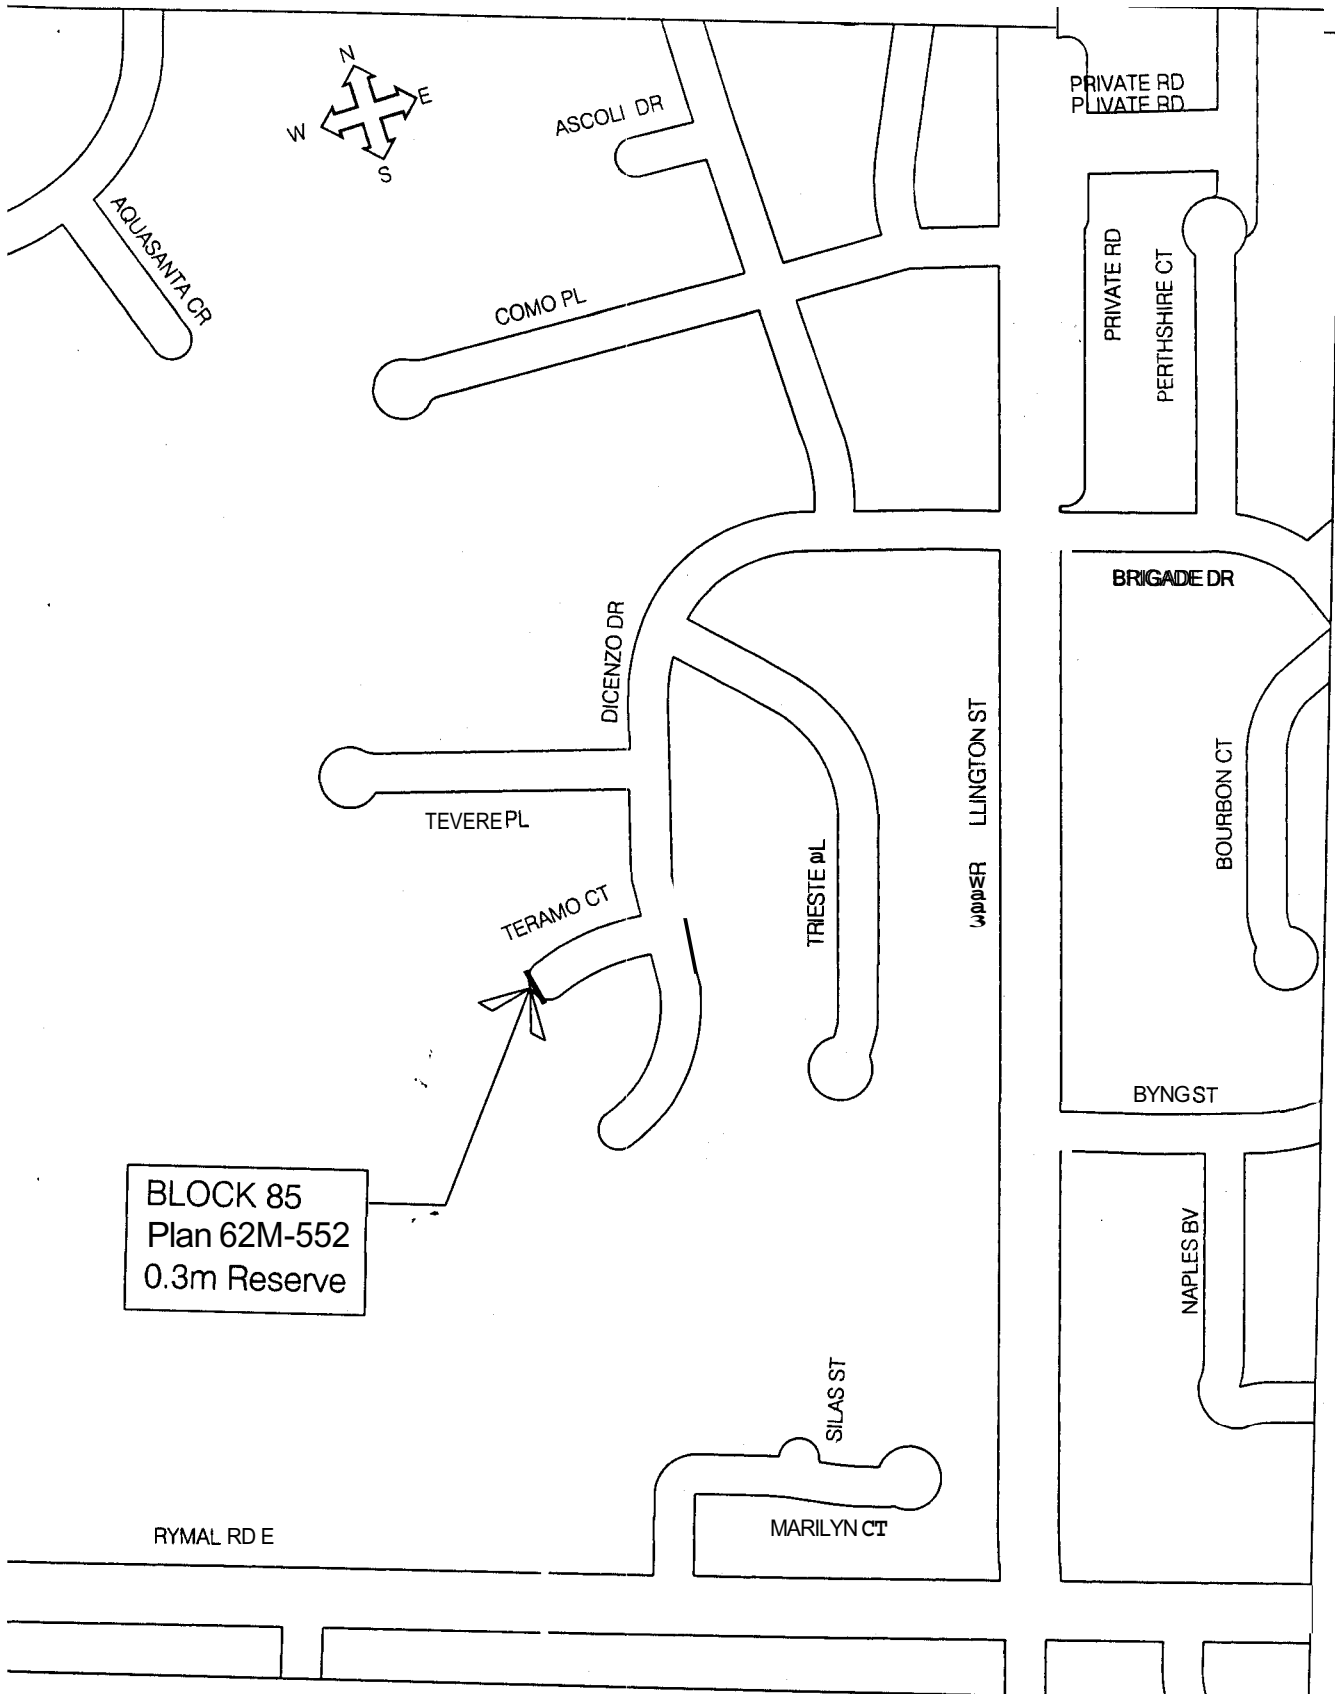 N
E
W
S
ASCOLI DR
PRIVATE RD
AQUASANTA CR
COMO PL
PRIVATE RD
PERTHSHIRE CT
BRIGADE DR
DICENZO DR
LLINGTON ST
BOURBON CT
TEVERE PL
TRIESTE
TERAMO CT
BYNG ST
BLOCK 85
Plan 62M-552
0.3m Reserve
NAPLES BV
SILAS ST
MARILYN CT
RYMAL RD E